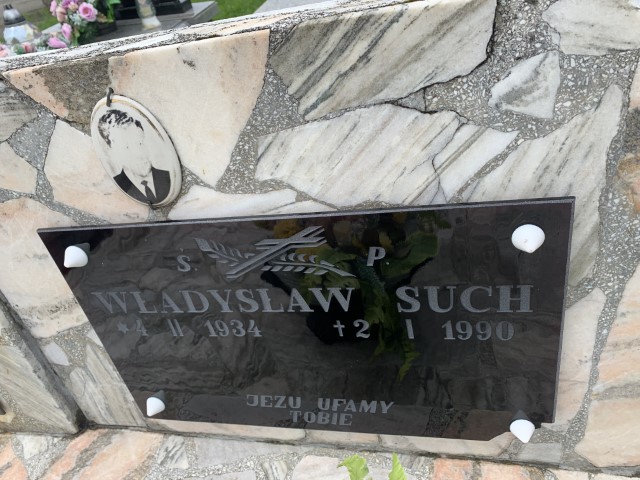 S. P.
WŁADYSŁAW SUCH
*4 II 1934 †2 I 1990
JEZU UFAMY
TOBIE